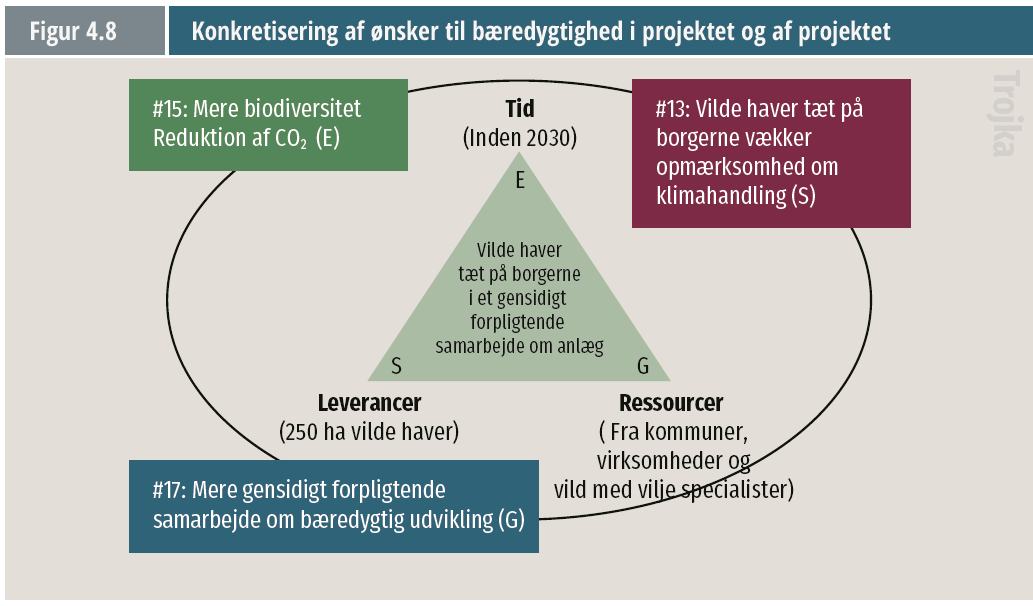 Figur 4.8
Konkretisering af ønsker til bæredygtighed i projektet og af projektet
Trojka
#15: Mere biodiversitet
Reduktion af CO₂ (E)
Tid
(Inden 2030)
#13: Vilde haver tæt på
borgerne vækker
opmærksomhed om
klimahandling (S)
E
Vilde haver
tæt på borgerne
i et gensidigt
forpligtende
samarbejde om anlæg
S
G
Leverancer
(250 ha vilde haver)
Ressourcer
( Fra kommuner,
virksomheder og
vild med vilje specialister)
#17: Mere gensidigt forpligtende
samarbejde om bæredygtig udvikling (G)